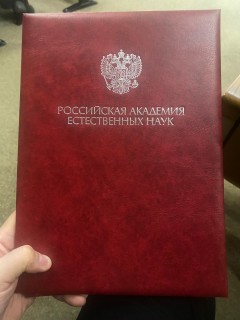 РОССИЙСКАЯ АКАДЕМИЯ
ЕСТЕСТВЕННЫХ НАУК